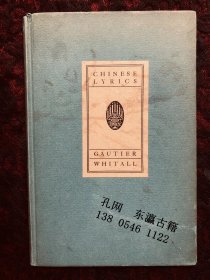 CHINESE
LYRICS
GAUTIER
WHITALL
孔网 东瀛古籍
138 0546 1122